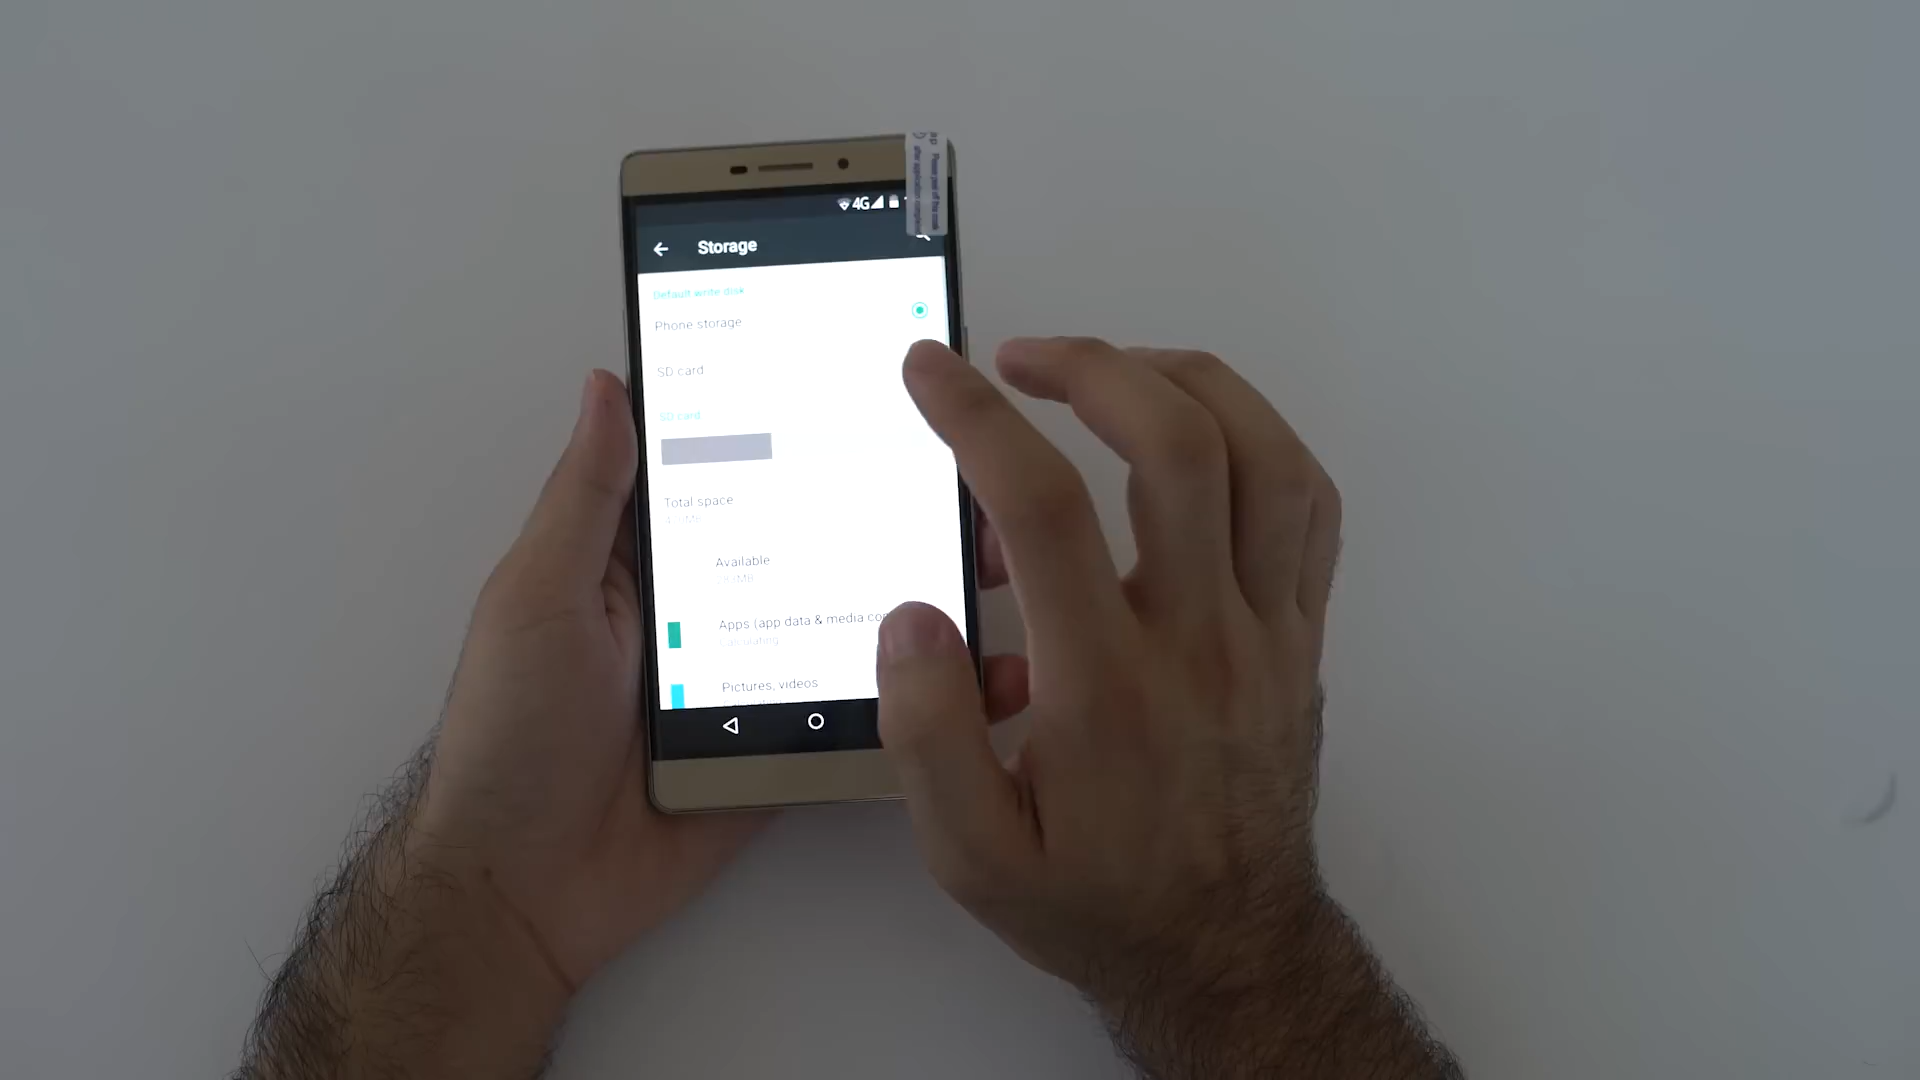 4G
Storage
Default write disk
Phone storage
SD card
SD card
Total space
Available
Apps (app data & media co
Calculating...
Pictures, videos